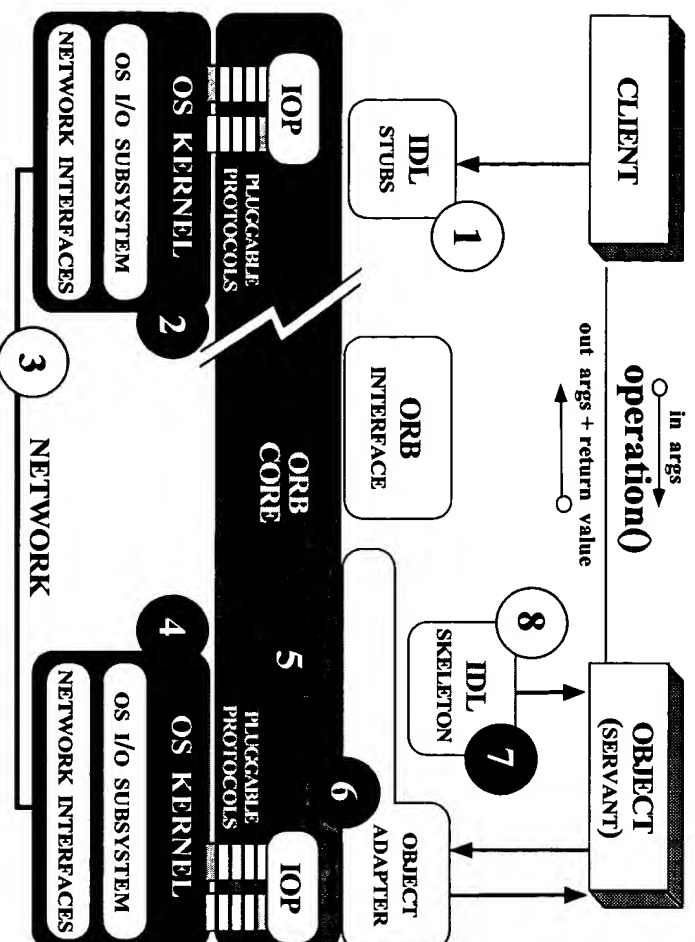 in args
operation()
out args + return value
CLIENT
OBJECT
(SERVANT)
IDL
STUBS
1
ORB
INTERFACE
8
IDL
SKELETON
7
OBJECT
ADAPTER
6
IOP
PLUGGABLE
PROTOCOLS
ORB
CORE
5
PLUGGABLE
PROTOCOLS
IOP
OS KERNEL
2
OS I/O SUBSYSTEM
NETWORK INTERFACES
4
OS KERNEL
OS I/O SUBSYSTEM
NETWORK INTERFACES
NETWORK
3